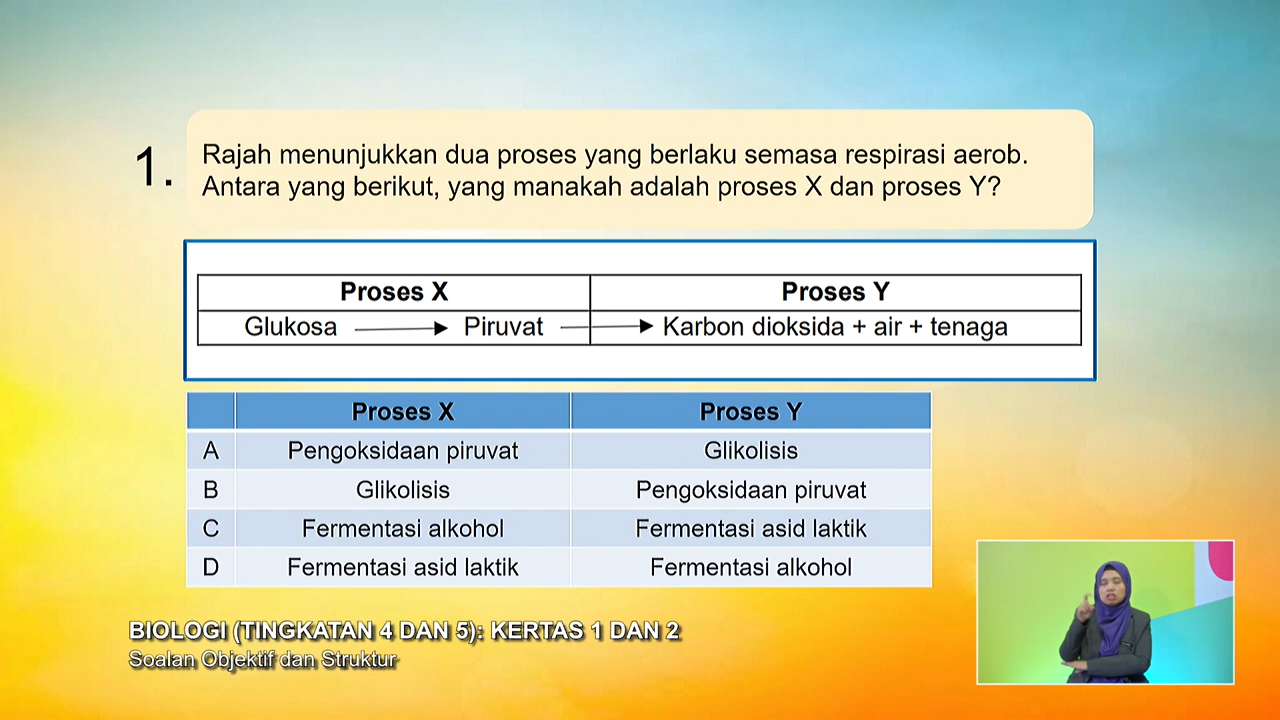 1.
Rajah menunjukkan dua proses yang berlaku semasa respirasi aerob.
Antara yang berikut, yang manakah adalah proses X dan proses Y?
Proses X Proses Y
Glukosa Piruvat Karbon dioksida + air + tenaga
Proses X Proses Y
A Pengoksidaan piruvat Glikolisis
B Glikolisis Pengoksidaan piruvat
C Fermentasi alkohol Fermentasi asid laktik
D Fermentasi asid laktik Fermentasi alkohol
BIOLOGI (TINGKATAN 4 DAN 5): KERTAS 1 DAN 2
Soalan Objektif dan Struktur